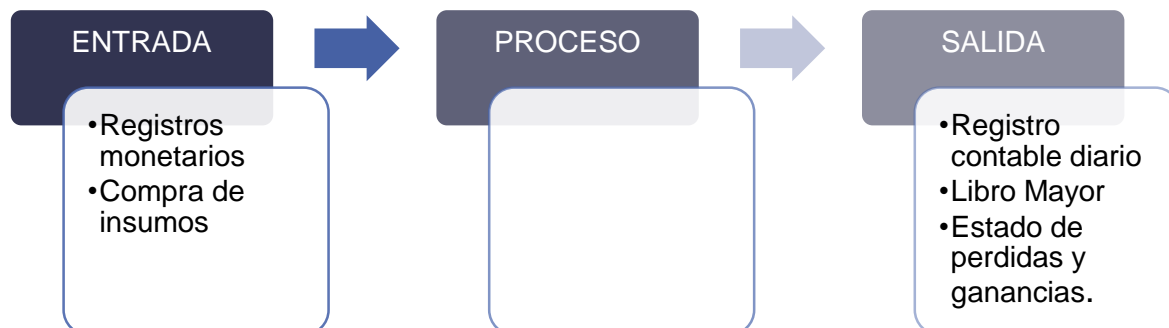 ENTRADA
•Registros
monetarios
•Compra de
insumos
PROCESO
SALIDA
•Registro
contable diario
•Libro Mayor
•Estado de
perdidas y
ganancias.